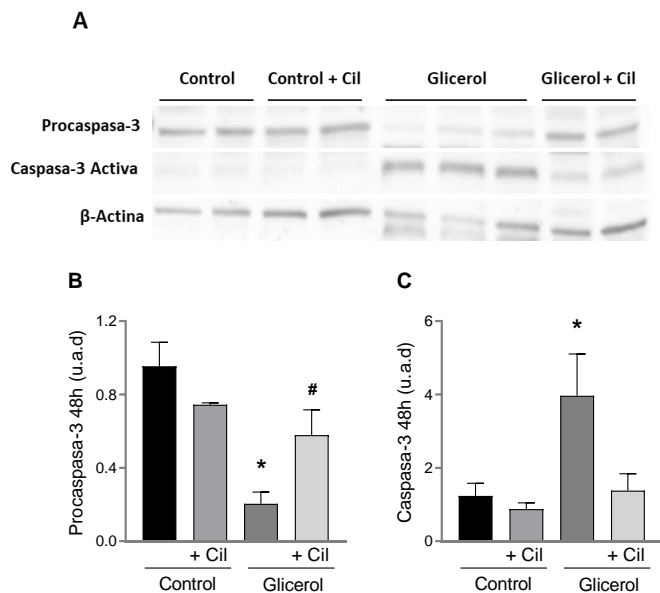 A
Control Control + Cil Glicerol Glicerol + Cil
Procaspasa-3
Caspasa-3 Activa
β-Actina
B
Procaspasa-3 48h (u.a.d)
1.2
0.8
0.4
0.0
*
#
+ Cil + Cil
Control Glicerol
C
Caspasa-3 48h (u.a.d)
6
4
2
0
*
+ Cil + Cil
Control Glicerol